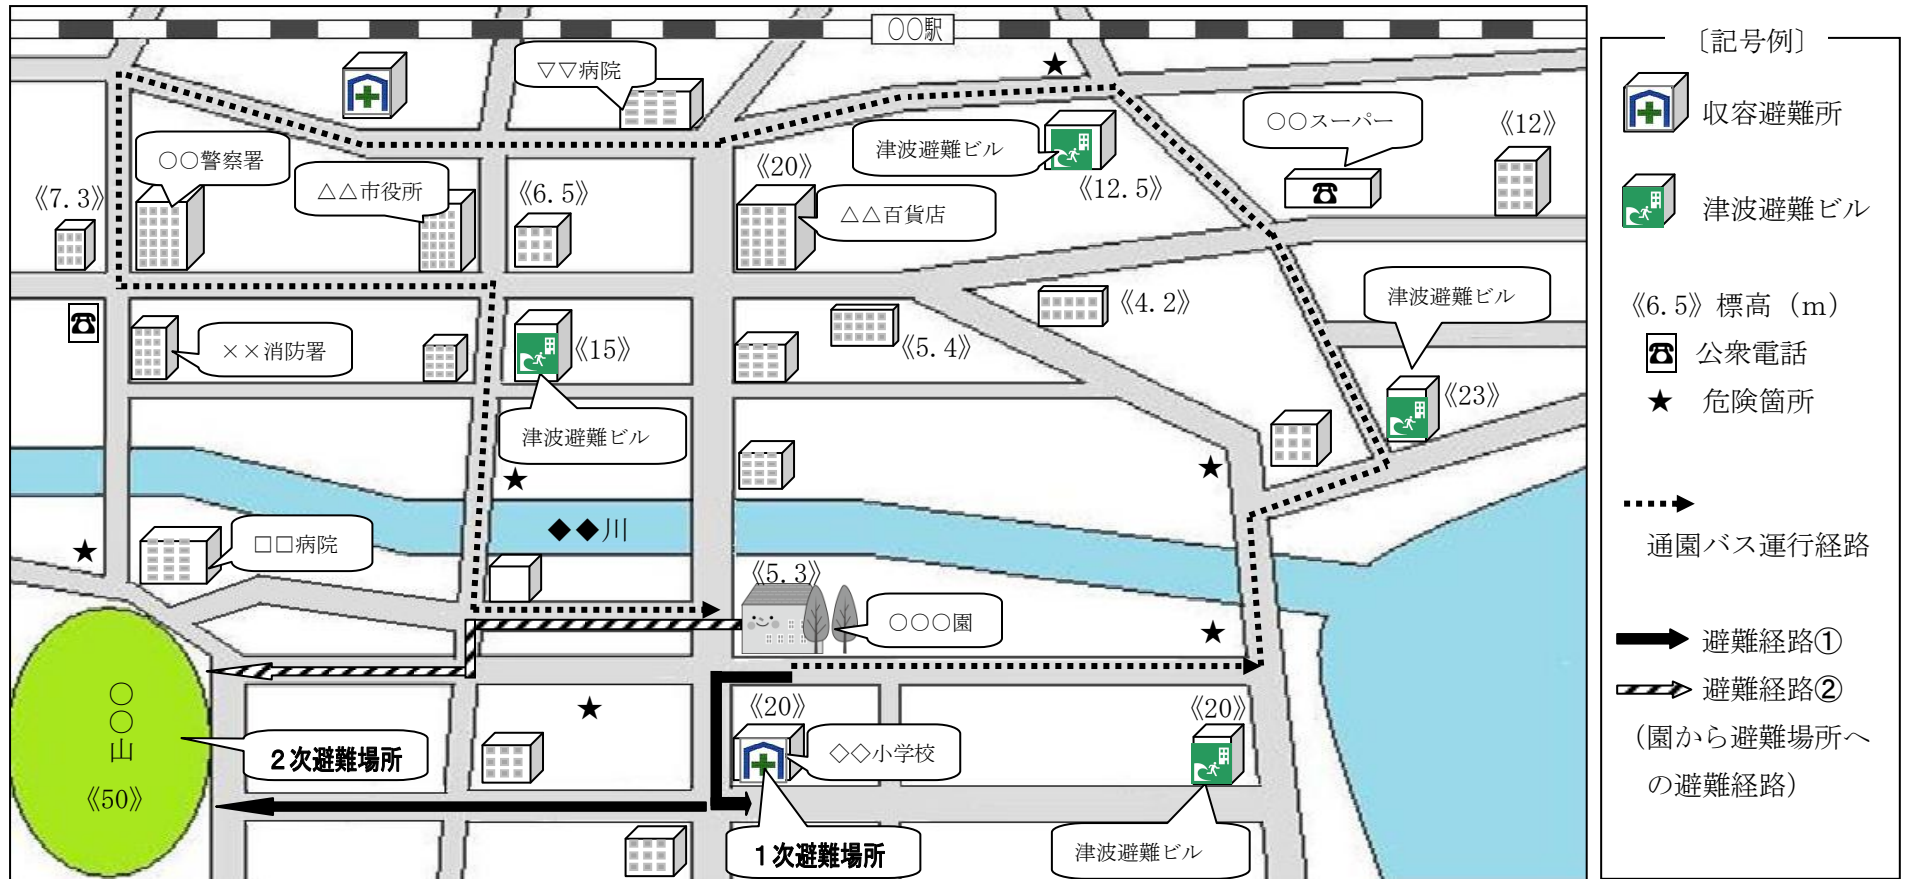 〇〇駅
▽▽病院
〇〇警察署
《7.3》
△△市役所
《6.5》
《20》
△△百貨店
津波避難ビル
《12.5》
〇〇スーパー
《12》
××消防署
《15》
津波避難ビル
《5.4》
《4.2》
津波避難ビル
《23》
◆◆川
□□病院
《5.3》
〇〇〇園
〇〇山
《50》
2次避難場所
《20》
◇◇小学校
1次避難場所
《20》
津波避難ビル
〔記号例〕
収容避難所
津波避難ビル
《6.5》標高（m）
公衆電話
★ 危険箇所
通園バス運行経路
避難経路①
避難経路②
（園から避難場所へ
の避難経路）